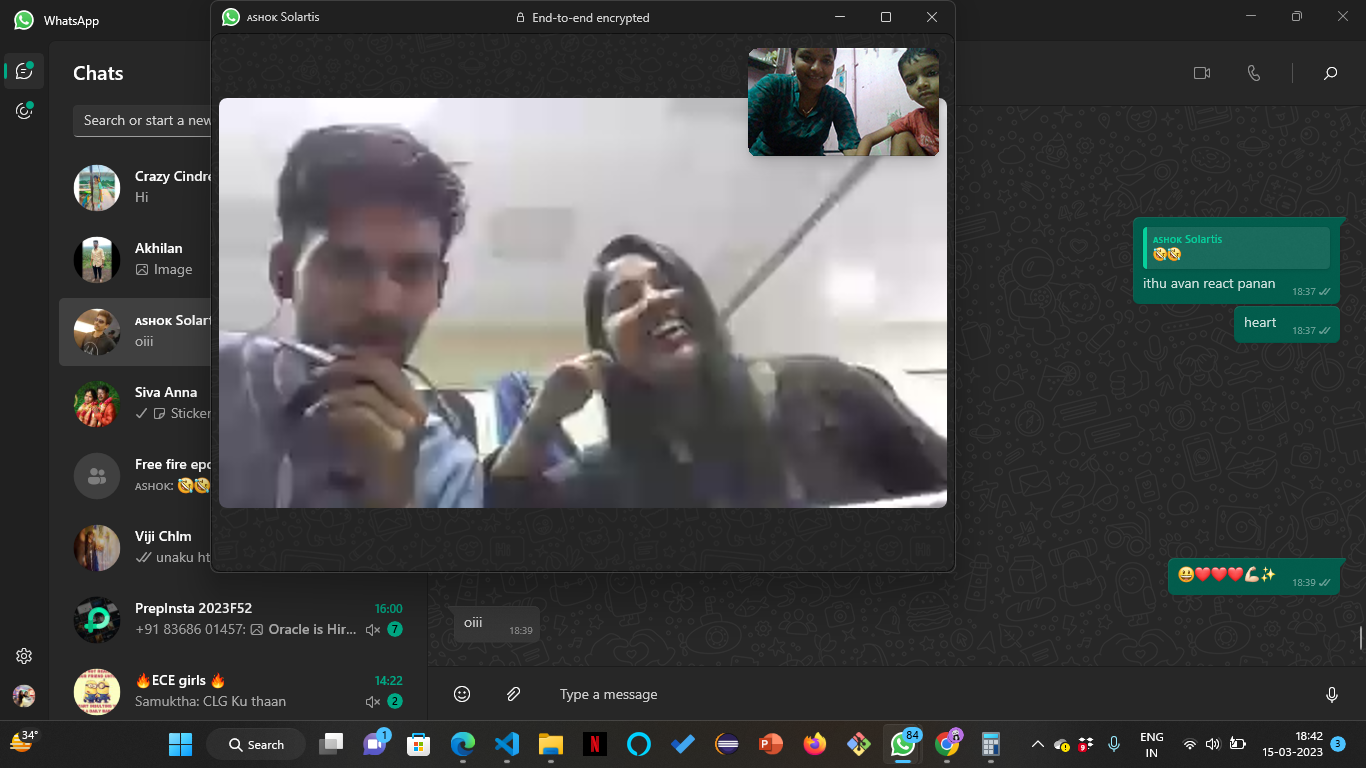 WhatsApp
ᴀsʜᴏᴋ Solartis
End-to-end encrypted
Chats
Search or start a new
Crazy Cindre
Hi
Akhilan
Image
ᴀsʜᴏᴋ Solart
oiii
Siva Anna
Sticker
Free fire epo
ᴀsʜᴏᴋ: 🤣🤣
Viji Chlm
unaku ht
PrepInsta 2023F52 16:00
+91 83686 01457: Oracle is Hir... 7
🔥ECE girls 🔥 14:22
Samuktha: CLG Ku thaan 2
ᴀsʜᴏᴋ Solartis
🤣🤣
ithu avan react panan 18:37
heart 18:37
😃❤️❤️❤️💪🏻✨ 18:39
oiii 18:39
Type a message
34°
Search
1
84
9
ENG
IN
18:42
15-03-2023
3